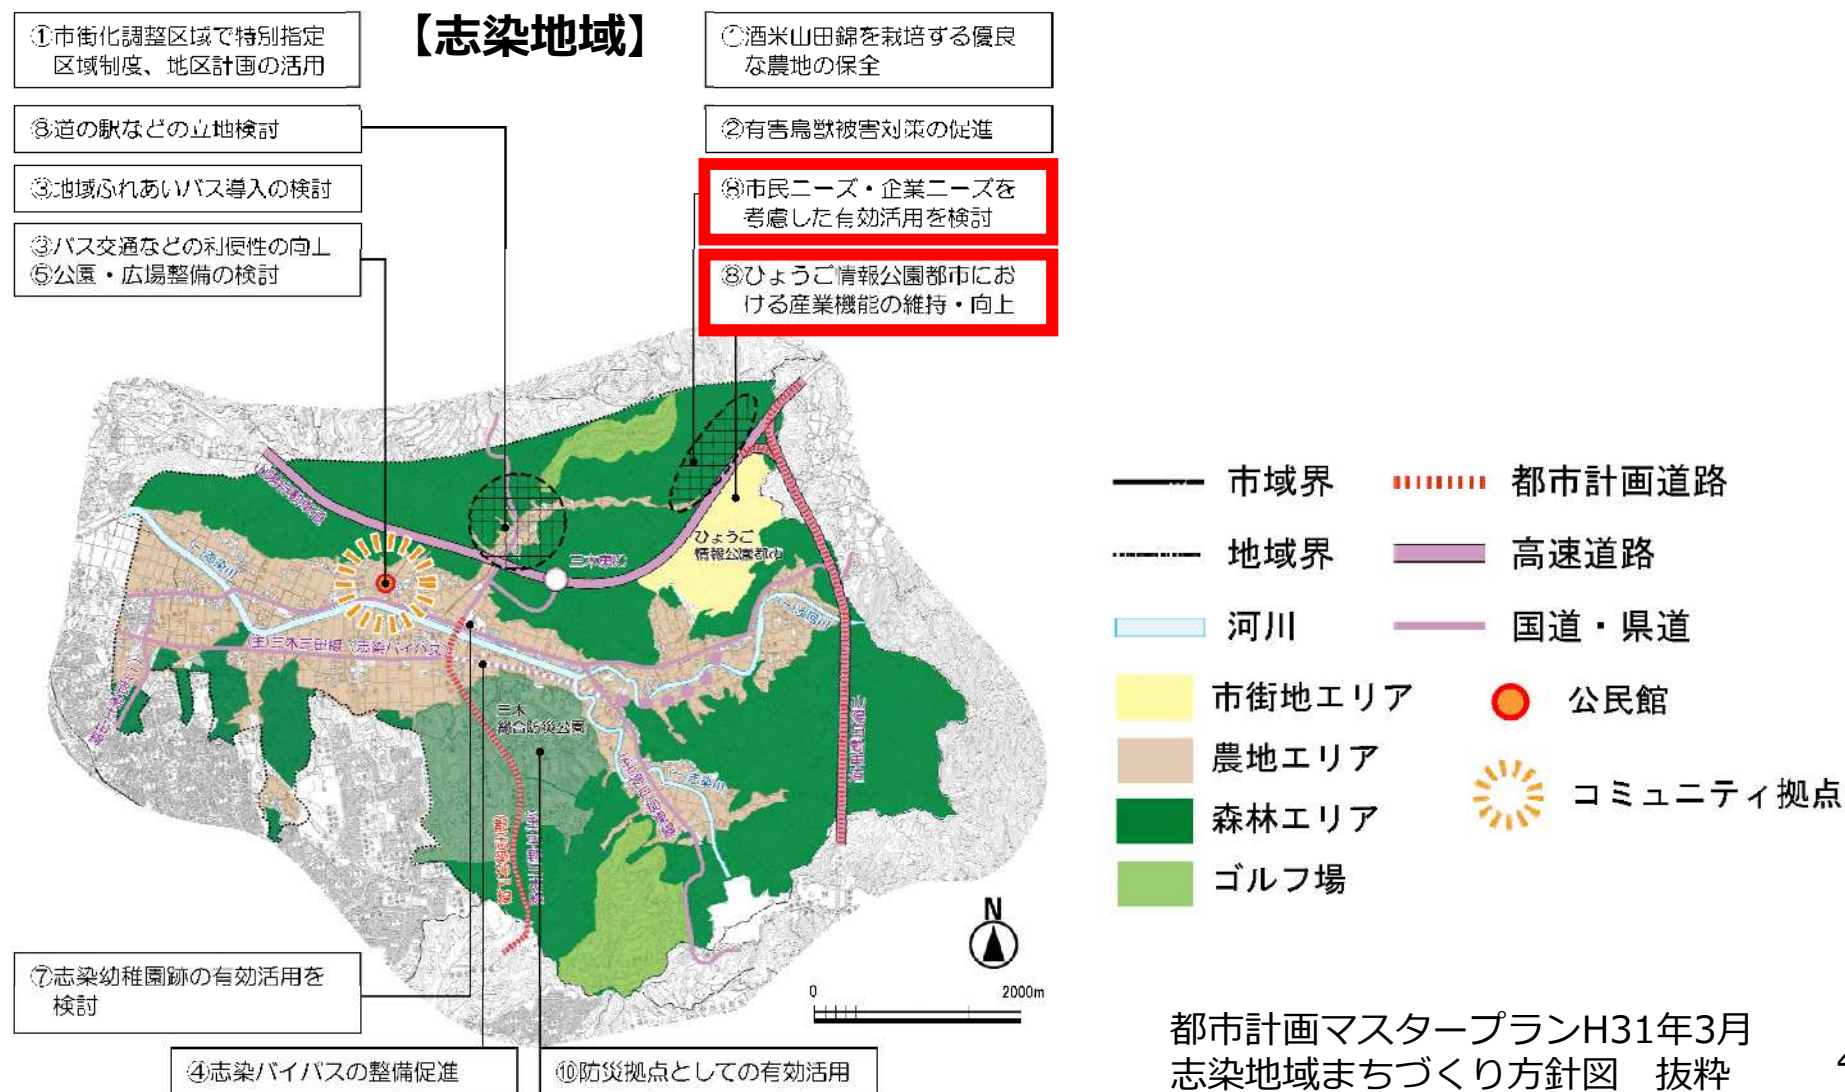 【志染地域】
①市街化調整区域で特別指定
区域制度、地区計画の活用
⑧道の駅などの立地検討
③地域ふれあいバス導入の検討
③バス交通などの利便性の向上
⑤公園・広場整備の検討
酒米山田錦を栽培する優良
な農地の保全
②有害鳥獣被害対策の促進
市民ニーズ・企業ニーズを
考慮した有効活用を検討
⑧ひょうご情報公園都市にお
ける産業機能の維持・向上
ひょうご
情報公園都市
三木
総合防災公園
(主)三木三田線（志染バイパス）
(一)志染川
⑦志染幼稚園跡の有効活用を
検討
④志染バイパスの整備促進
⑩防災拠点としての有効活用
N
0
2000m
市域界
都市計画道路
地域界
高速道路
河川
国道・県道
市街地エリア
公民館
農地エリア
森林エリア
コミュニティ拠点
ゴルフ場
都市計画マスタープランH31年3月
志染地域まちづくり方針図　抜粋